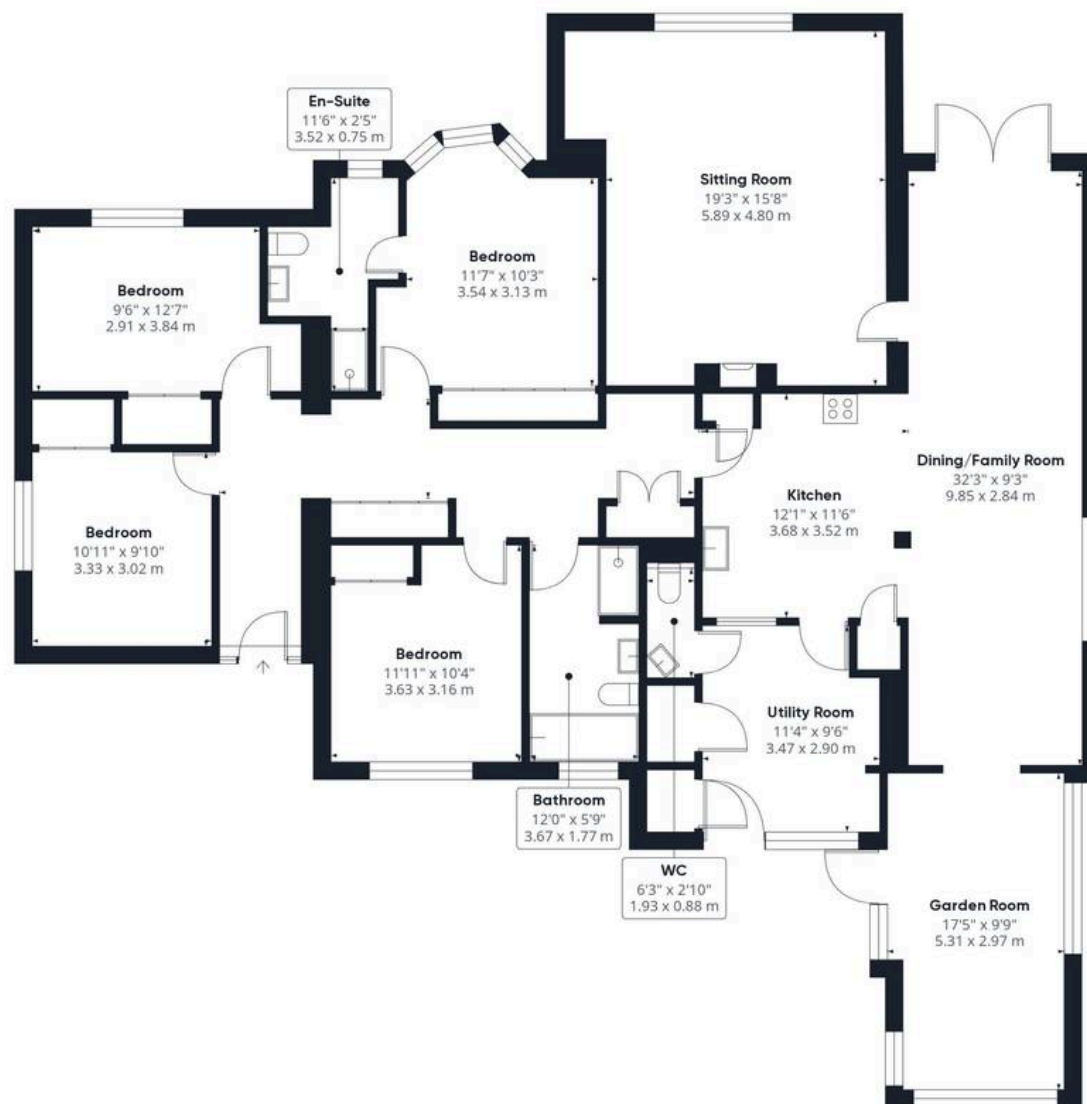 En-Suite
11'6" x 2'5"
3.52 x 0.75 m
Sitting Room
19'3" x 15'8"
5.89 x 4.80 m
Bedroom
11'7" x 10'3"
3.54 x 3.13 m
Bedroom
9'6" x 12'7"
2.91 x 3.84 m
Dining/Family Room
32'3" x 9'3"
9.85 x 2.84 m
Kitchen
12'1" x 11'6"
3.68 x 3.52 m
Bedroom
10'11" x 9'10"
3.33 x 3.02 m
Bedroom
11'11" x 10'4"
3.63 x 3.16 m
Utility Room
11'4" x 9'6"
3.47 x 2.90 m
Bathroom
12'0" x 5'9"
3.67 x 1.77 m
WC
6'3" x 2'10"
1.93 x 0.88 m
Garden Room
17'5" x 9'9"
5.31 x 2.97 m